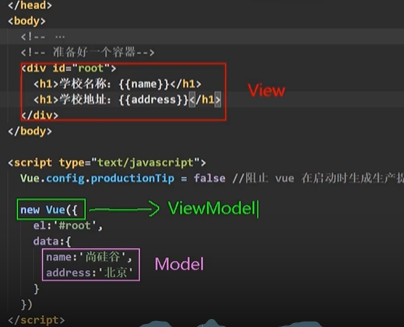 </head>
<body>
<!-- ...
<!-- 准备好一个容器-->
<div id="root">
<h1>学校名称：{{name}}</h1>
<h1>学校地址：{{address}}</h1>
</div>
View
</body>
<script type="text/javascript">
Vue.config.productionTip = false //阻止 vue 在启动时生成生产提
new Vue({
ViewModel
el:'#root',
data:{
name:'尚硅谷',
address:'北京'
Model
}
})
</script>